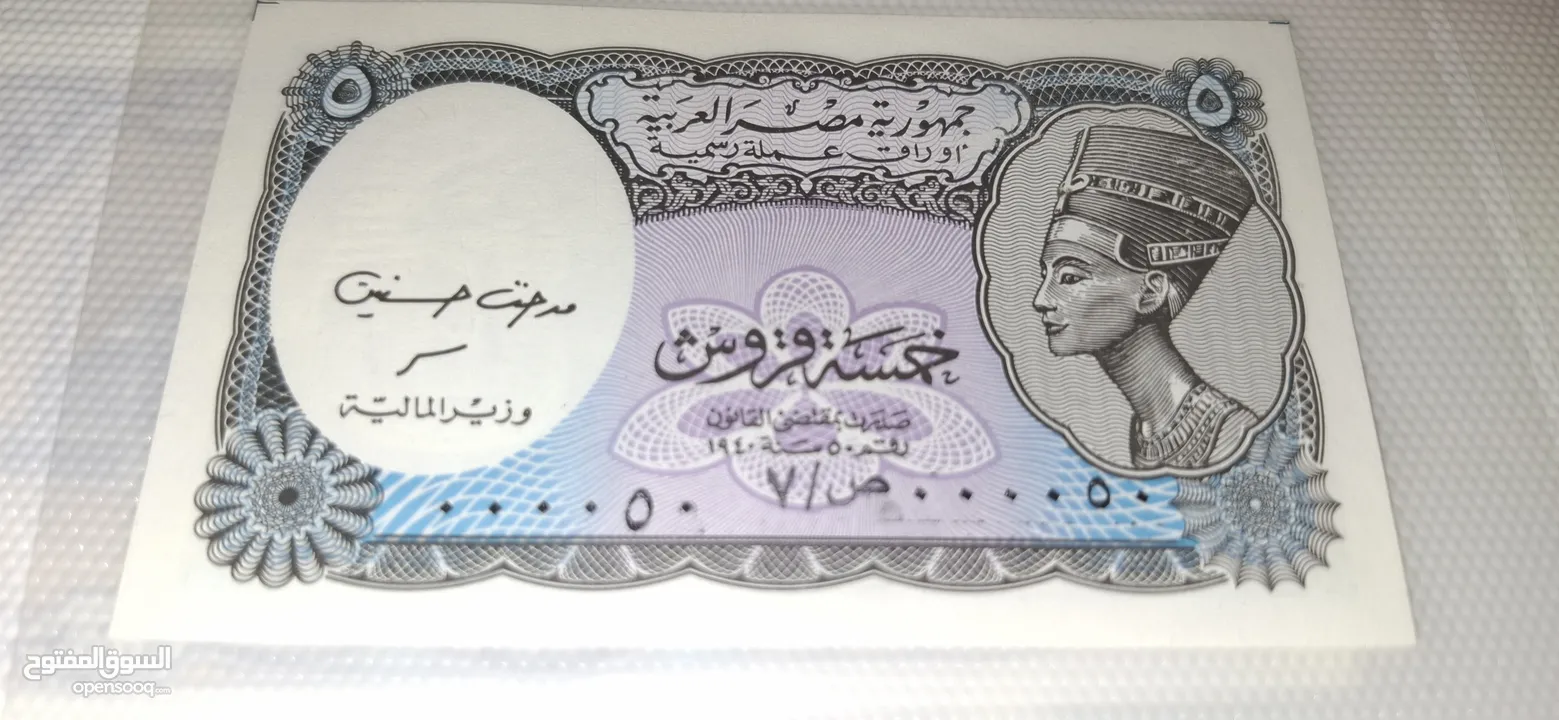 ٥
٥
جمهورية مصر العربية
أوراق عملة رسمية
مدحت حسنين
وزير المالية
خمسة قروش
صدرت بمقتضى القانون
رقم ٥٠ سنة ١٩٤٠
٠٠٠٠٥٠
ص/٧
٠٠٠٠٥٠
السوق المفتوح
opensooq.com